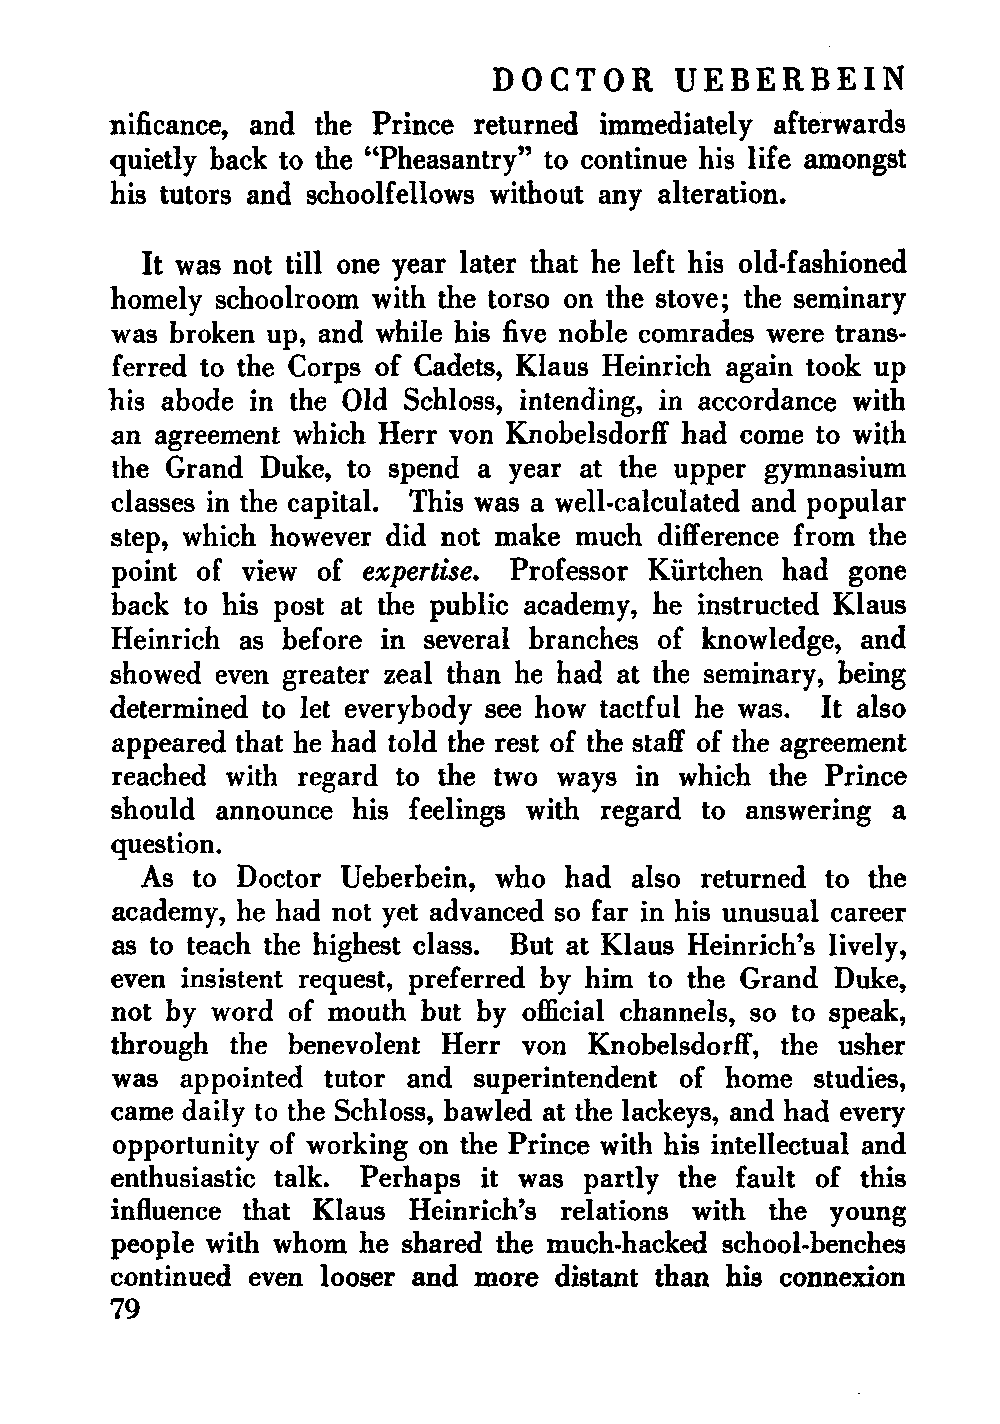 DOCTOR UEBERBEIN
nificance, and the Prince returned immediately afterwards
quietly back to the “Pheasantry” to continue his life amongst
his tutors and schoolfellows without any alteration.
It was not till one year later that he left his old-fashioned
homely schoolroom with the torso on the stove; the seminary
was broken up, and while his five noble comrades were trans-
ferred to the Corps of Cadets, Klaus Heinrich again took up
his abode in the Old Schloss, intending, in accordance with
an agreement which Herr von Knobelsdorff had come to with
the Grand Duke, to spend a year at the upper gymnasium
classes in the capital. This was a well-calculated and popular
step, which however did not make much difference from the
point of view of expertise. Professor Kürtchen had gone
back to his post at the public academy, he instructed Klaus
Heinrich as before in several branches of knowledge, and
showed even greater zeal than he had at the seminary, being
determined to let everybody see how tactful he was. It also
appeared that he had told the rest of the staff of the agreement
reached with regard to the two ways in which the Prince
should announce his feelings with regard to answering a
question.
As to Doctor Ueberbein, who had also returned to the
academy, he had not yet advanced so far in his unusual career
as to teach the highest class. But at Klaus Heinrich’s lively,
even insistent request, preferred by him to the Grand Duke,
not by word of mouth but by official channels, so to speak,
through the benevolent Herr von Knobelsdorff, the usher
was appointed tutor and superintendent of home studies,
came daily to the Schloss, bawled at the lackeys, and had every
opportunity of working on the Prince with his intellectual and
enthusiastic talk. Perhaps it was partly the fault of this
influence that Klaus Heinrich’s relations with the young
people with whom he shared the much-hacked school-benches
continued even looser and more distant than his connexion
79